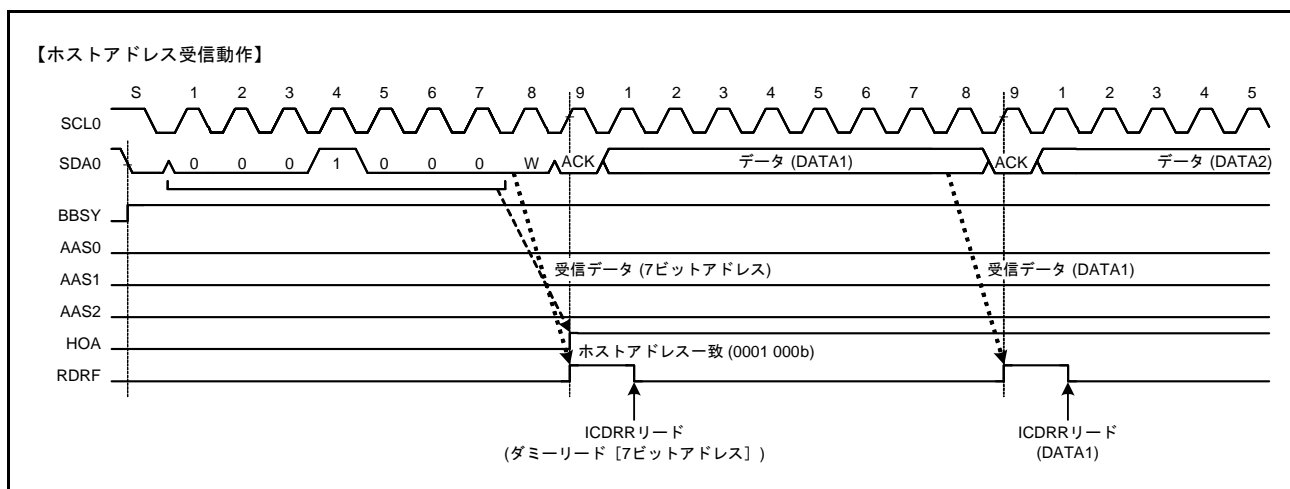 【ホストアドレス受信動作】
S 1 2 3 4 5 6 7 8 9 1 2 3 4 5 6 7 8 9 1 2 3 4 5
SCL0
SDA0 0 0 0 1 0 0 0 W ACK データ (DATA1) ACK データ (DATA2)
BBSY
AAS0
AAS1 受信データ (7ビットアドレス) 受信データ (DATA1)
AAS2
HOA ホストアドレス一致 (0001 000b)
RDRF
ICDRRリード ICDRRリード
(ダミーリード［7ビットアドレス］) (DATA1)